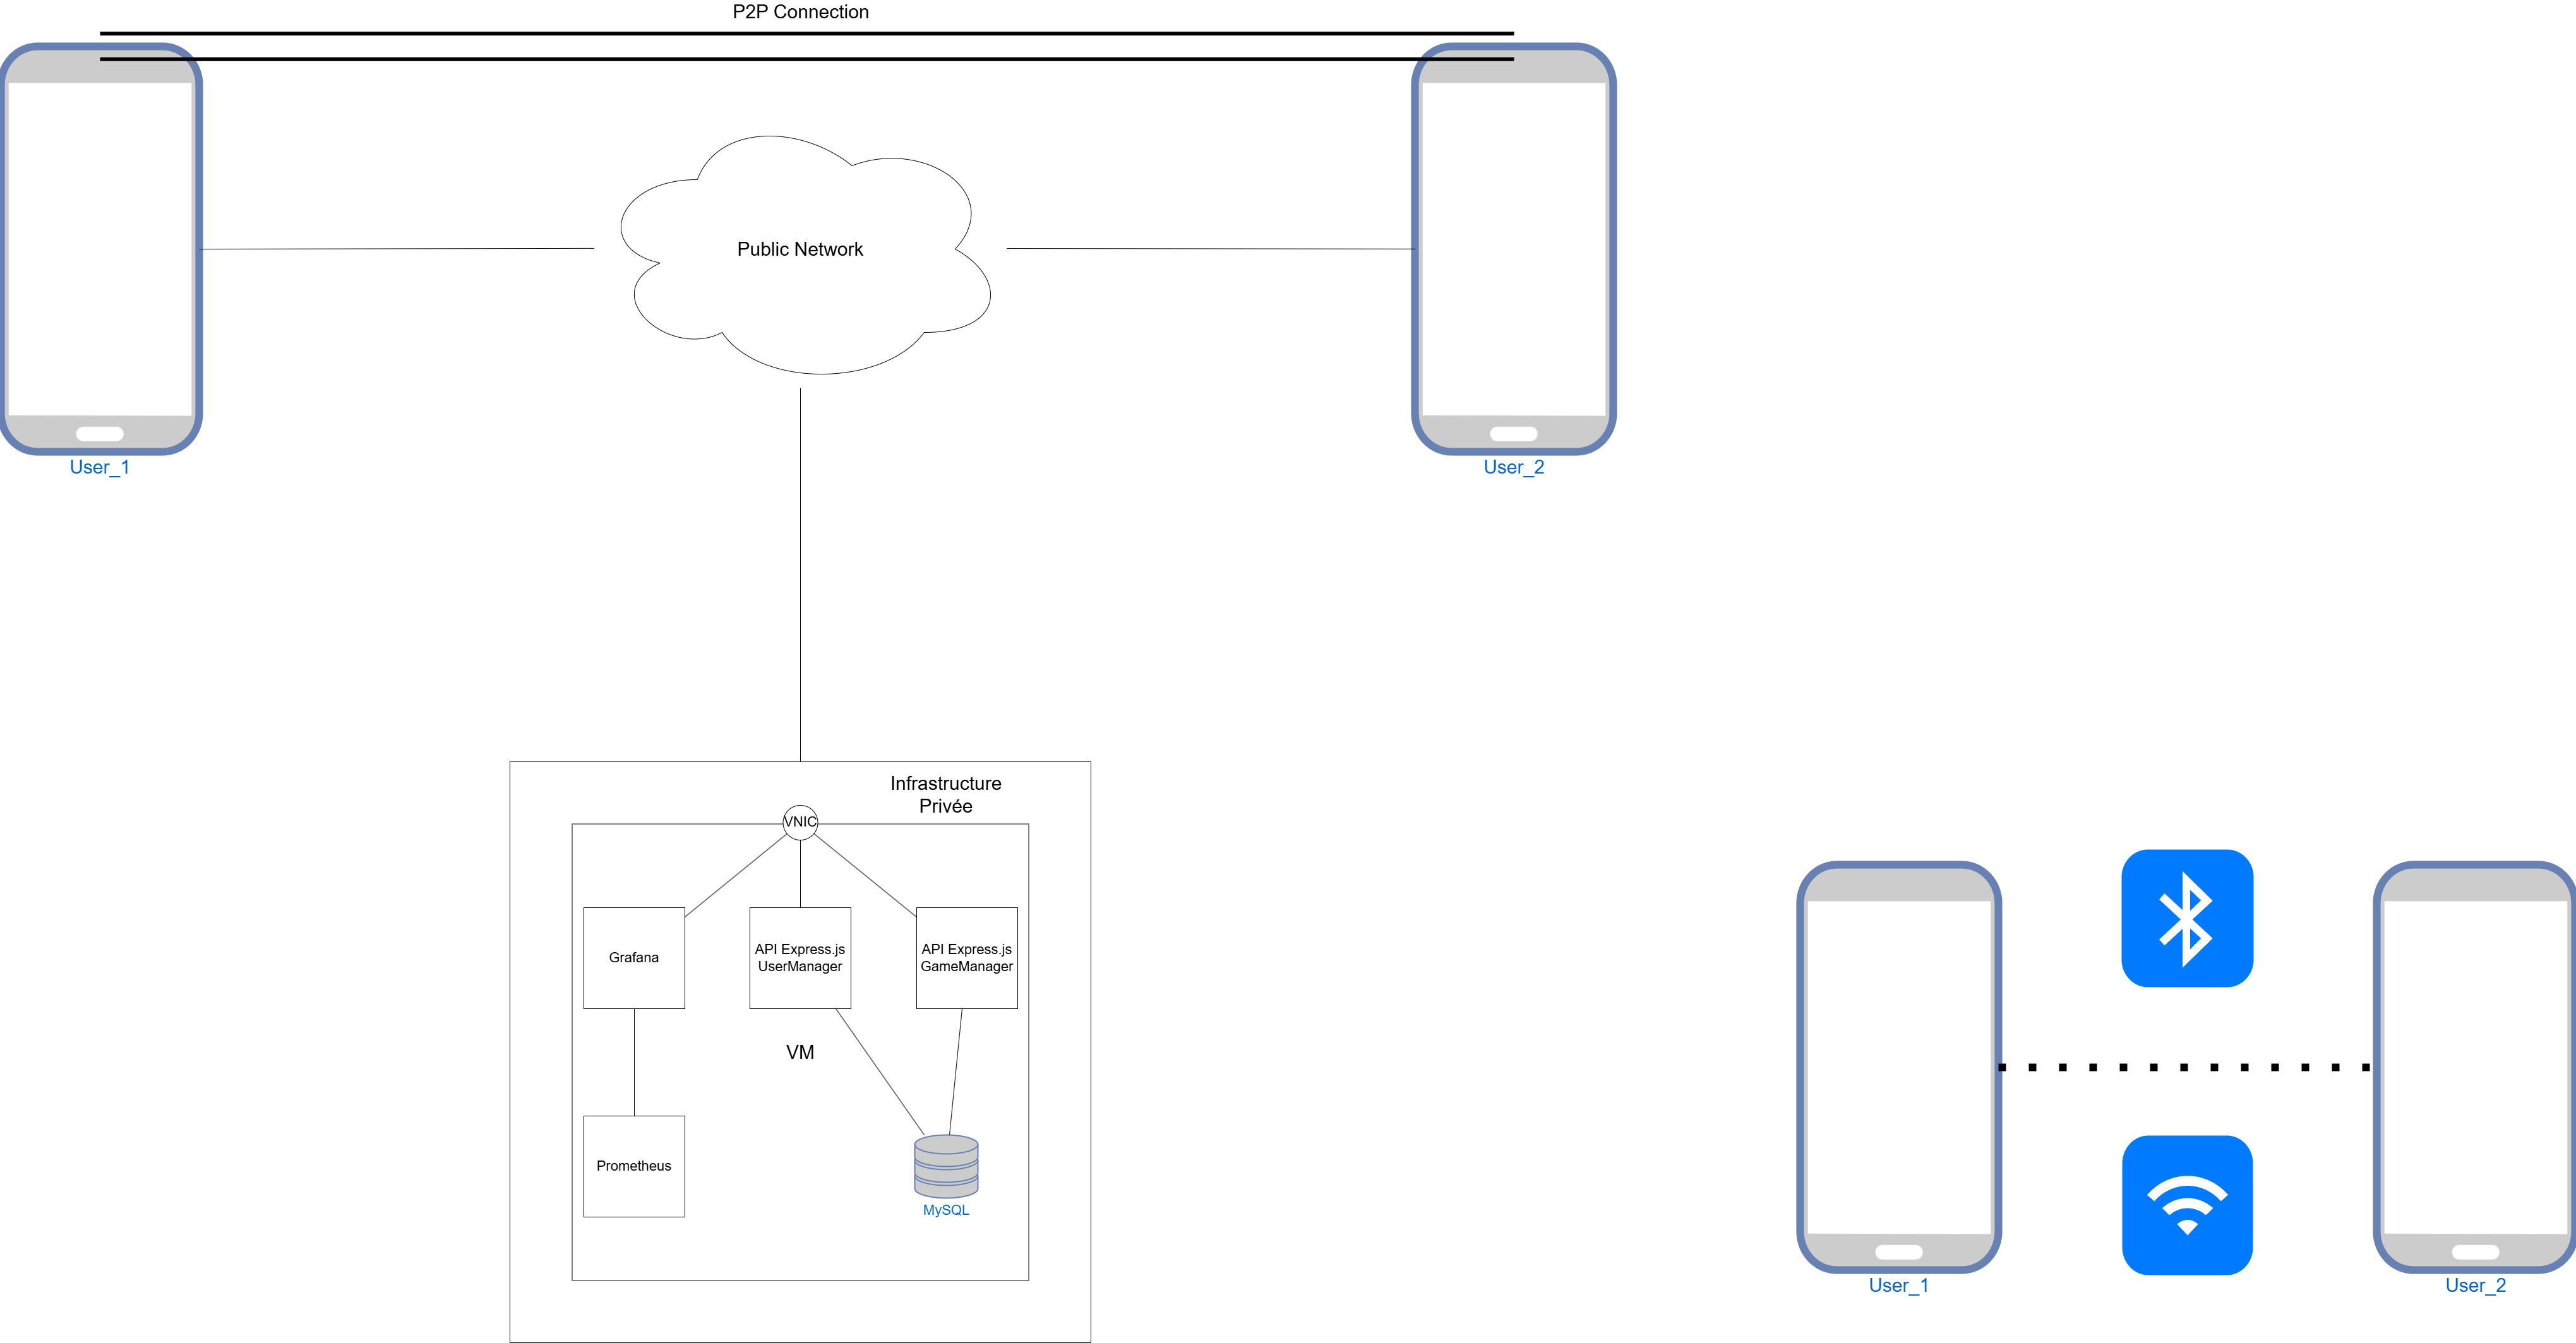 P2P Connection
Public Network
User_1
User_2
Infrastructure
Privée
VNIC
Grafana
API Express.js
UserManager
API Express.js
GameManager
VM
Prometheus
MySQL
User_1
User_2